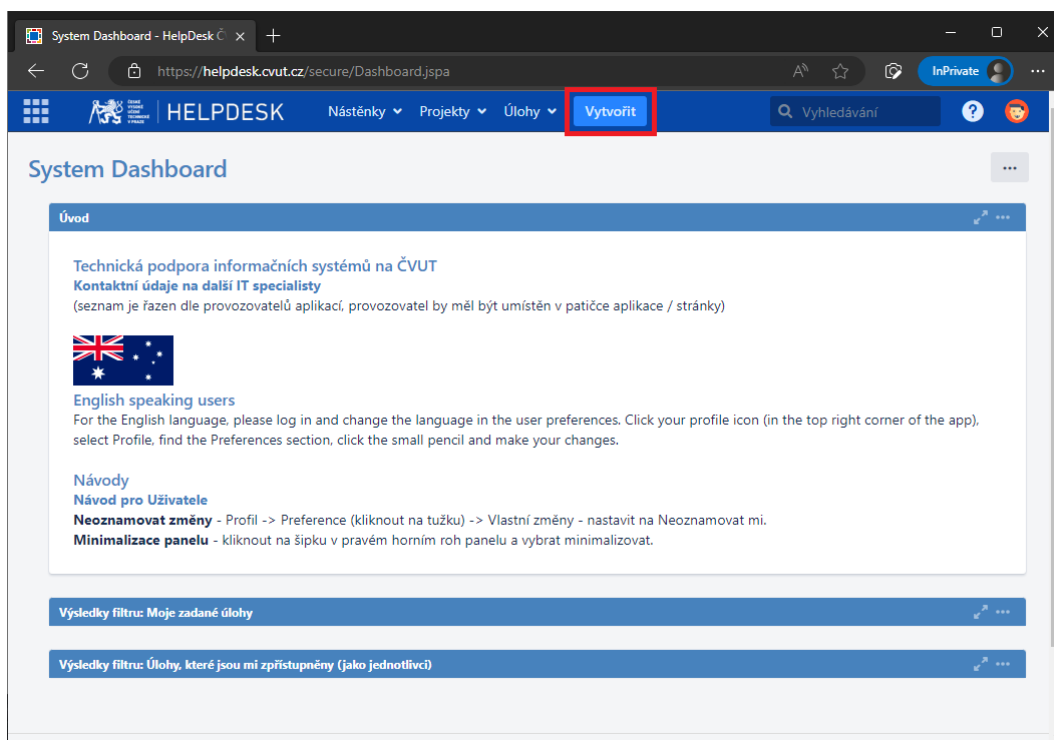 System Dashboard - HelpDesk Č
https://helpdesk.cvut.cz/secure/Dashboard.jspa
InPrivate
ČESKÉ VYSOKÉ UČENÍ TECHNICKÉ V PRAZE
HELPDESK Nástěnky Projekty Úlohy Vytvořit Vyhledávání
System Dashboard
Úvod
Technická podpora informačních systémů na ČVUT
Kontaktní údaje na další IT specialisty
(seznam je řazen dle provozovatelů aplikací, provozovatel by měl být umístěn v patičce aplikace / stránky)
English speaking users
For the English language, please log in and change the language in the user preferences. Click your profile icon (in the top right corner of the app),
select Profile, find the Preferences section, click the small pencil and make your changes.
Návody
Návod pro Uživatele
Neoznamovat změny - Profil -> Preference (kliknout na tužku) -> Vlastní změny - nastavit na Neoznamovat mi.
Minimalizace panelu - kliknout na šipku v pravém horním roh panelu a vybrat minimalizovat.
Výsledky filtru: Moje zadané úlohy
Výsledky filtru: Úlohy, které jsou mi zpřístupněny (jako jednotlivci)